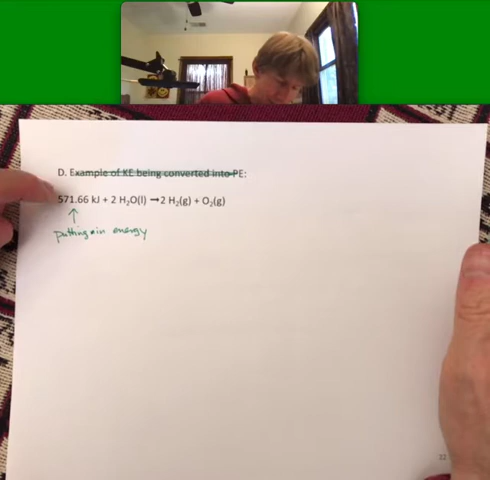 D. Example of KE being converted into PE:
571.66 kJ + 2 H₂O(l) → 2 H₂(g) + O₂(g)
↑
putting in energy
32